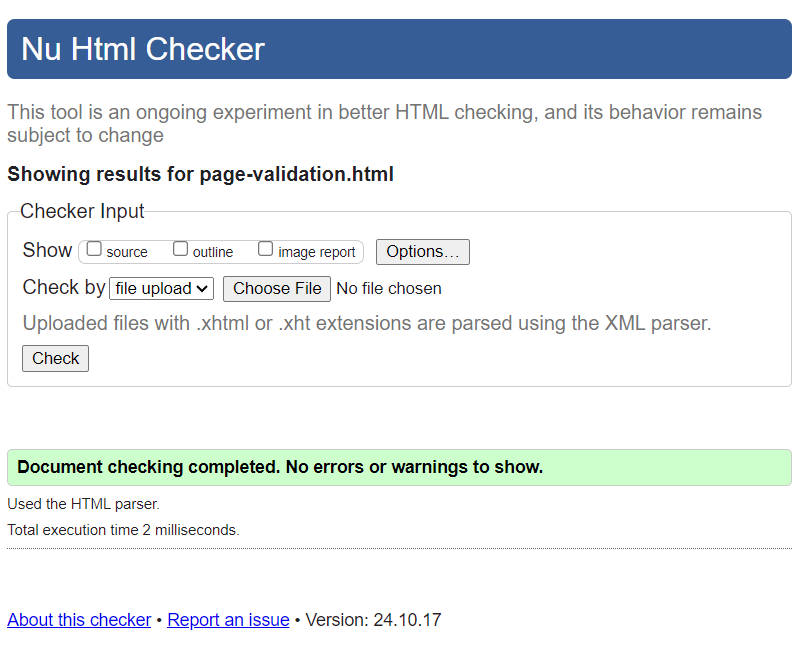 Nu Html Checker
This tool is an ongoing experiment in better HTML checking, and its behavior remains
subject to change
Showing results for page-validation.html
Checker Input
Show source outline image report Options…
Check by file upload Choose File No file chosen
Uploaded files with .xhtml or .xht extensions are parsed using the XML parser.
Check
Document checking completed. No errors or warnings to show.
Used the HTML parser.
Total execution time 2 milliseconds.
About this checker • Report an issue • Version: 24.10.17